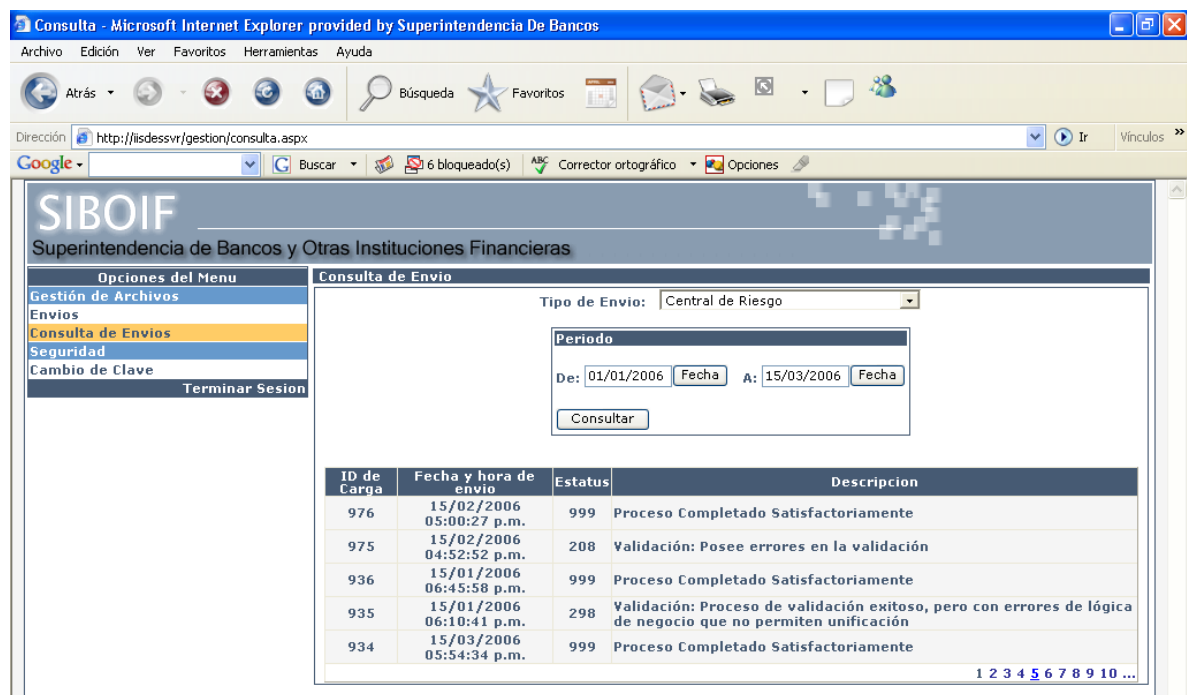 Consulta - Microsoft Internet Explorer provided by Superintendencia De Bancos
Archivo Edición Ver Favoritos Herramientas Ayuda
Atrás Búsqueda Favoritos
Dirección http://iisdessvr/gestion/consulta.aspx Ir Vínculos »
Google Buscar 6 bloqueado(s) ABC Corrector ortográfico Opciones
SIBOIF
Superintendencia de Bancos y Otras Instituciones Financieras
Opciones del Menu
Gestión de Archivos
Envios
Consulta de Envios
Seguridad
Cambio de Clave
Terminar Sesion
Consulta de Envio
Tipo de Envio: Central de Riesgo
Periodo
De: 01/01/2006 Fecha A: 15/03/2006 Fecha
Consultar
ID de Carga Fecha y hora de envio Estatus Descripcion
976 15/02/2006 05:00:27 p.m. 999 Proceso Completado Satisfactoriamente
975 15/02/2006 04:52:52 p.m. 208 Validación: Posee errores en la validación
936 15/01/2006 06:45:58 p.m. 999 Proceso Completado Satisfactoriamente
935 15/01/2006 06:10:41 p.m. 298 Validación: Proceso de validación exitoso, pero con errores de lógica de negocio que no permiten unificación
934 15/03/2006 05:54:34 p.m. 999 Proceso Completado Satisfactoriamente
1 2 3 4 5 6 7 8 9 10 ...